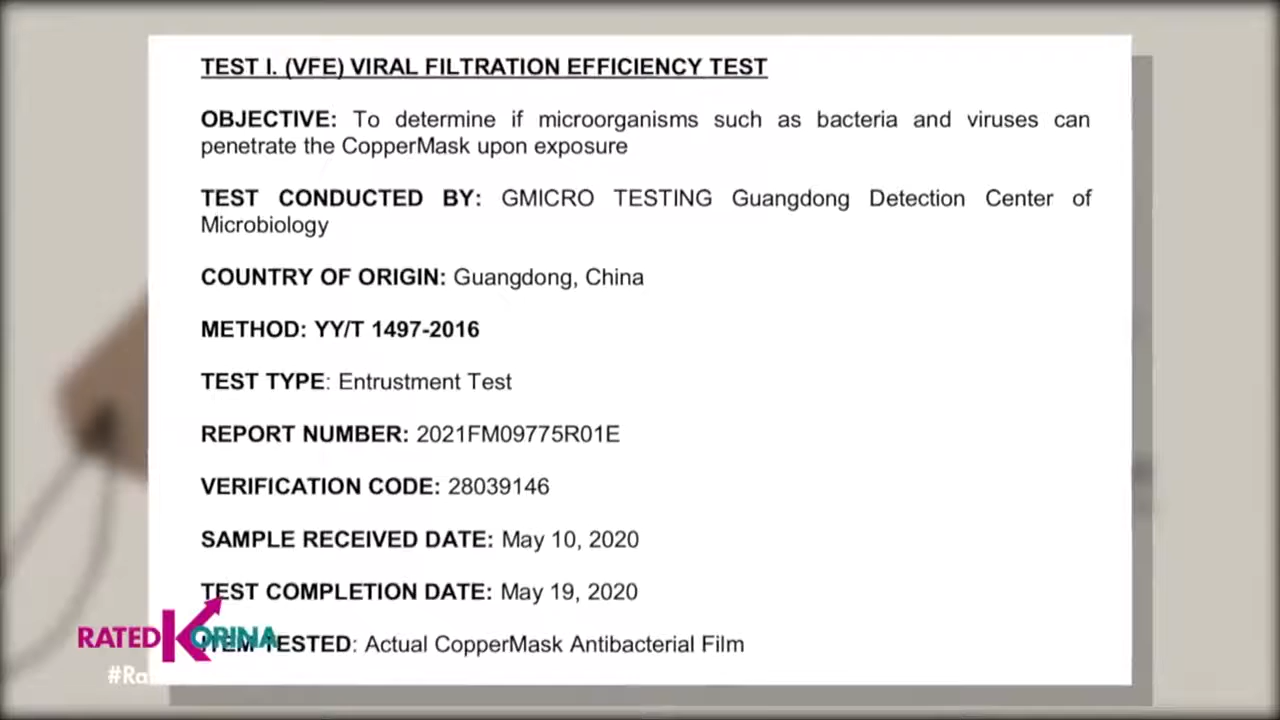 TEST I. (VFE) VIRAL FILTRATION EFFICIENCY TEST
OBJECTIVE: To determine if microorganisms such as bacteria and viruses can
penetrate the CopperMask upon exposure
TEST CONDUCTED BY: GMICRO TESTING Guangdong Detection Center of
Microbiology
COUNTRY OF ORIGIN: Guangdong, China
METHOD: YY/T 1497-2016
TEST TYPE: Entrustment Test
REPORT NUMBER: 2021FM09775R01E
VERIFICATION CODE: 28039146
SAMPLE RECEIVED DATE: May 10, 2020
TEST COMPLETION DATE: May 19, 2020
ITEM TESTED: Actual CopperMask Antibacterial Film
RATED KORINA